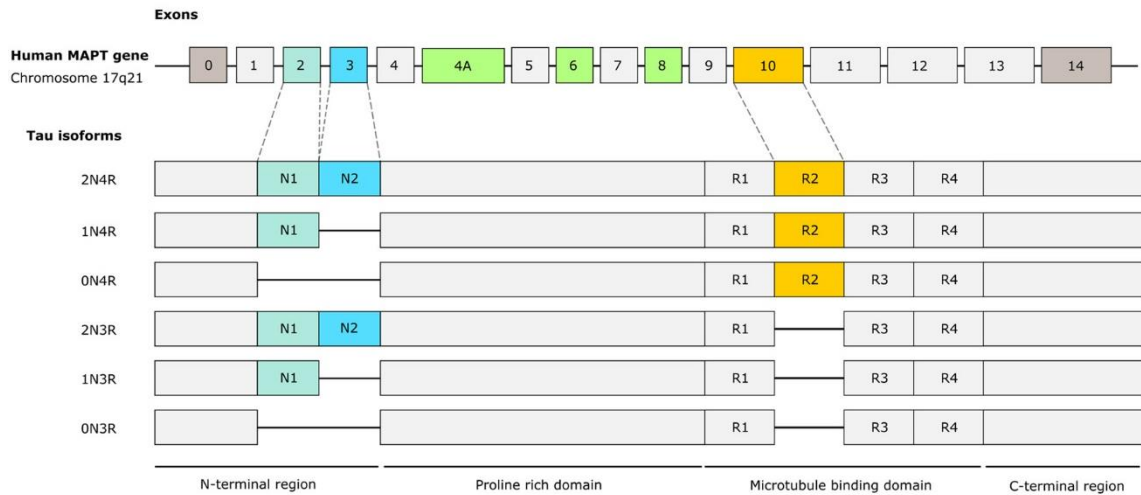 Exons
Human MAPT gene
Chromosome 17q21
0 1 2 3 4 4A 5 6 7 8 9 10 11 12 13 14
Tau isoforms
2N4R N1 N2 R1 R2 R3 R4
1N4R N1 R1 R2 R3 R4
0N4R R1 R2 R3 R4
2N3R N1 N2 R1 R3 R4
1N3R N1 R1 R3 R4
0N3R R1 R3 R4
N-terminal region Proline rich domain Microtubule binding domain C-terminal region